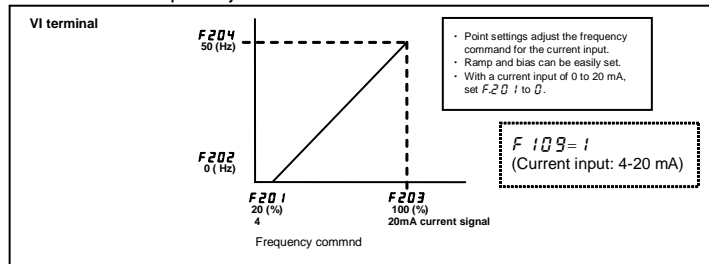 VI terminal
F204
50 (Hz)
F202
0 ( Hz)
F201
20 (%)
4
F203
100 (%)
20mA current signal
Frequency commnd
· Point settings adjust the frequency
command for the current input.
· Ramp and bias can be easily set.
· With a current input of 0 to 20 mA,
set F.201 to 0.
F109=1
(Current input: 4-20 mA)